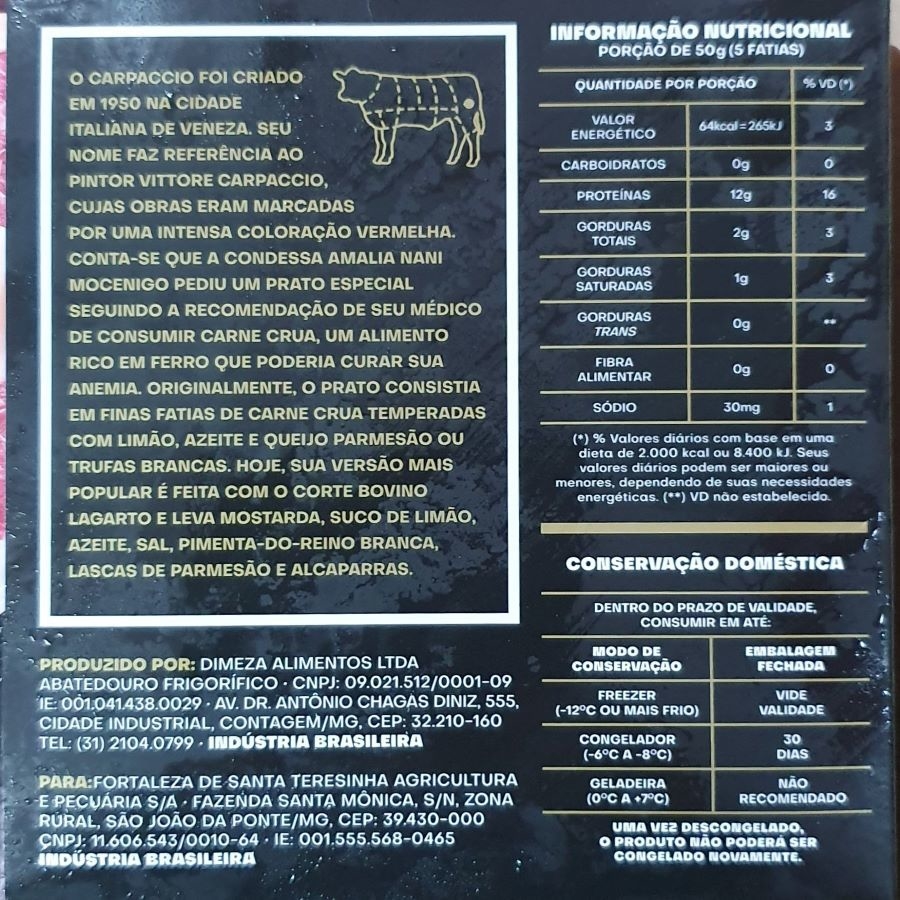 O CARPACCIO FOI CRIADO
EM 1950 NA CIDADE
ITALIANA DE VENEZA. SEU
NOME FAZ REFERÊNCIA AO
PINTOR VITTORE CARPACCIO,
CUJAS OBRAS ERAM MARCADAS
POR UMA INTENSA COLORAÇÃO VERMELHA.
CONTA-SE QUE A CONDESSA AMALIA NANI
MOCENIGO PEDIU UM PRATO ESPECIAL
SEGUINDO A RECOMENDAÇÃO DE SEU MÉDICO
DE CONSUMIR CARNE CRUA, UM ALIMENTO
RICO EM FERRO QUE PODERIA CURAR SUA
ANEMIA. ORIGINALMENTE, O PRATO CONSISTIA
EM FINAS FATIAS DE CARNE CRUA TEMPERADAS
COM LIMÃO, AZEITE E QUEIJO PARMESÃO OU
TRUFAS BRANCAS. HOJE, SUA VERSÃO MAIS
POPULAR É FEITA COM O CORTE BOVINO
LAGARTO E LEVA MOSTARDA, SUCO DE LIMÃO,
AZEITE, SAL, PIMENTA-DO-REINO BRANCA,
LASCAS DE PARMESÃO E ALCAPARRAS.
PRODUZIDO POR: DIMEZA ALIMENTOS LTDA
ABATEDOURO FRIGORÍFICO · CNPJ: 09.021.512/0001-09
IE: 001.041.438.0029 · AV. DR. ANTÔNIO CHAGAS DINIZ, 555,
CIDADE INDUSTRIAL, CONTAGEM/MG, CEP: 32.210-160
TEL: (31) 2104.0799 · INDÚSTRIA BRASILEIRA
PARA: FORTALEZA DE SANTA TERESINHA AGRICULTURA
E PECUÁRIA S/A · FAZENDA SANTA MÔNICA, S/N, ZONA
RURAL, SÃO JOÃO DA PONTE/MG, CEP: 39.430-000
CNPJ: 11.606.543/0010-64 · IE: 001.555.568-0465
INDÚSTRIA BRASILEIRA
INFORMAÇÃO NUTRICIONAL
PORÇÃO DE 50g (5 FATIAS)
QUANTIDADE POR PORÇÃO % VD (*)
VALOR
ENERGÉTICO 64kcal=265kJ 3
CARBOIDRATOS 0g 0
PROTEÍNAS 12g 16
GORDURAS
TOTAIS 2g 3
GORDURAS
SATURADAS 1g 3
GORDURAS
TRANS 0g **
FIBRA
ALIMENTAR 0g 0
SÓDIO 30mg 1
(*) % Valores diários com base em uma
dieta de 2.000 kcal ou 8.400 kJ. Seus
valores diários podem ser maiores ou
menores, dependendo de suas necessidades
energéticas. (**) VD não estabelecido.
CONSERVAÇÃO DOMÉSTICA
DENTRO DO PRAZO DE VALIDADE,
CONSUMIR EM ATÉ:
MODO DE EMBALAGEM
CONSERVAÇÃO FECHADA
FREEZER VIDE
(-12ºC OU MAIS FRIO) VALIDADE
CONGELADOR 30
(-6ºC A -8ºC) DIAS
GELADEIRA NÃO
(0ºC A +7ºC) RECOMENDADO
UMA VEZ DESCONGELADO,
O PRODUTO NÃO PODERÁ SER
CONGELADO NOVAMENTE.